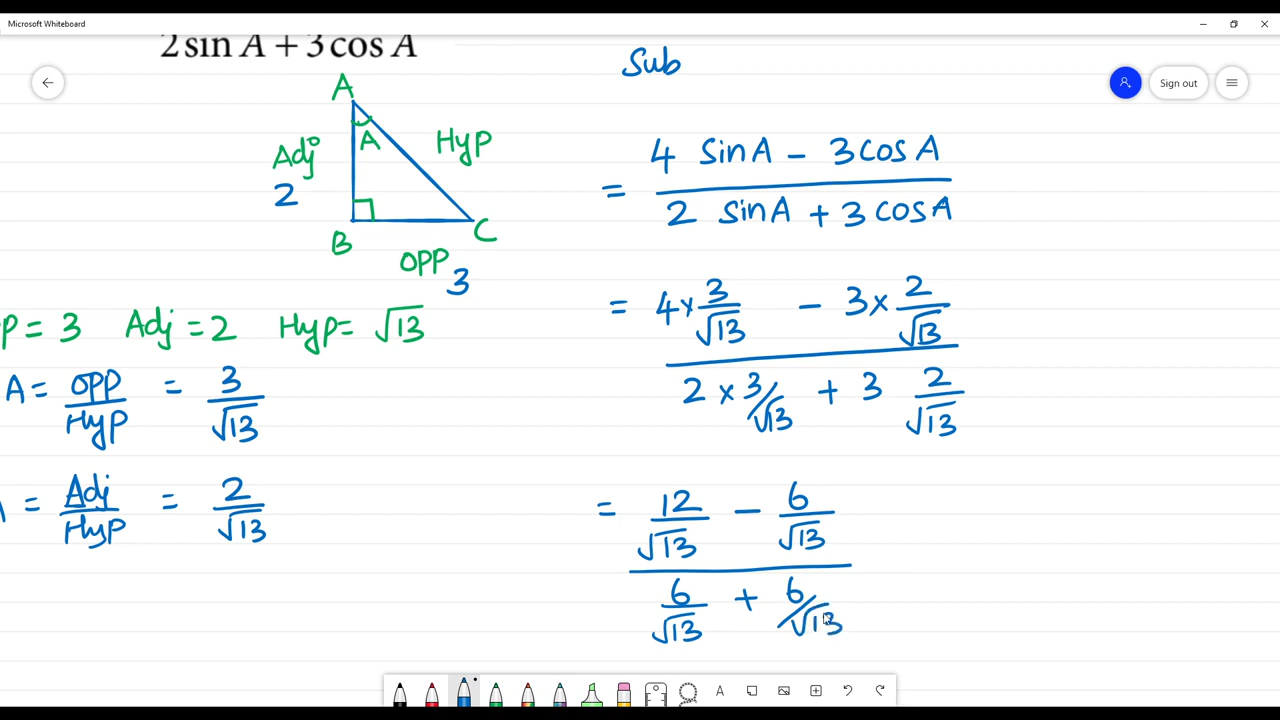 Microsoft Whiteboard
2 sin A + 3 cos A
Sub
Sign out
A
Adj
A
Hyp
2
B
C
OPP
3
P = 3 Adj = 2 Hyp = √13
A = OPP/Hyp = 3/√13
= Adj/Hyp = 2/√13
= (4 SinA − 3 cos A)/(2 SinA + 3 cosA)
= (4 × 3/√13 − 3 × 2/√13)/(2 × 3/√13 + 3 2/√13)
= (12/√13 − 6/√13)/(6/√13 + 6/√13)
A